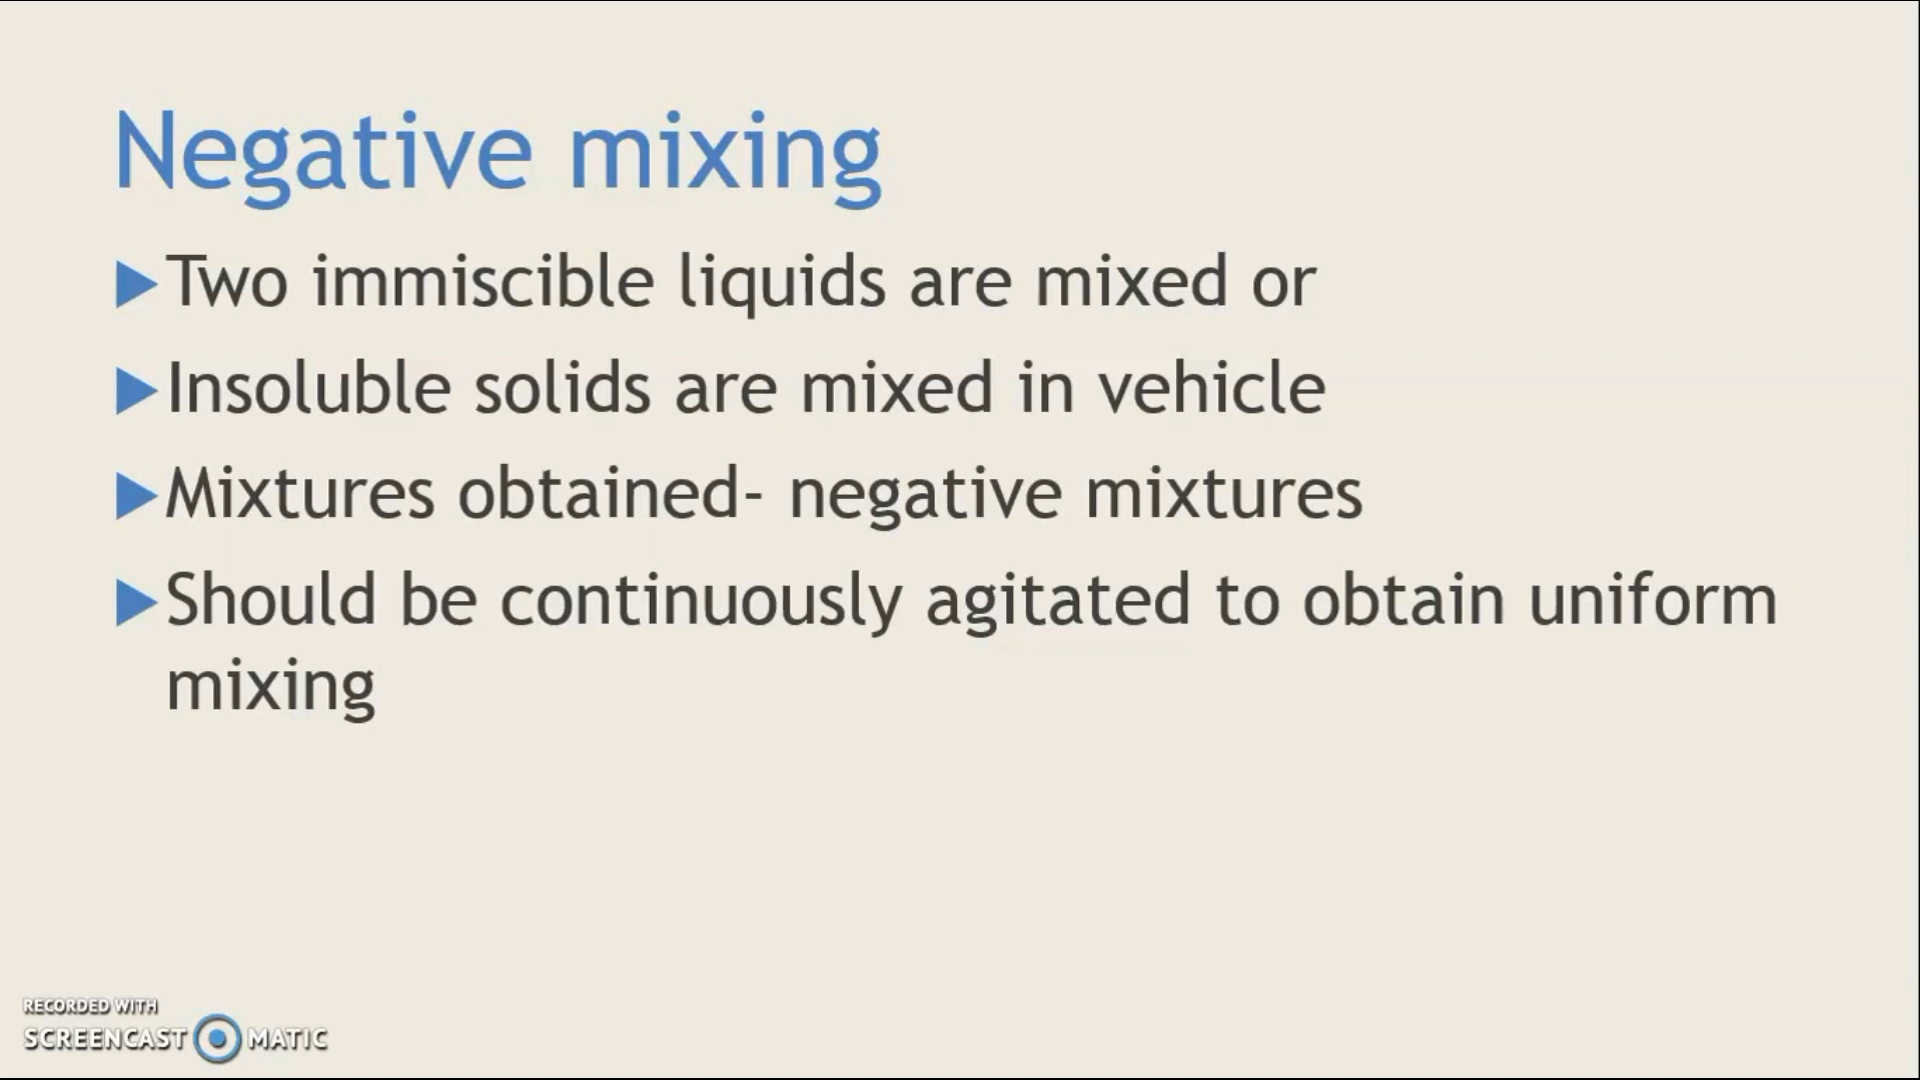 Negative mixing
Two immiscible liquids are mixed or
Insoluble solids are mixed in vehicle
Mixtures obtained- negative mixtures
Should be continuously agitated to obtain uniform
mixing
RECORDED WITH
SCREENCAST MATIC